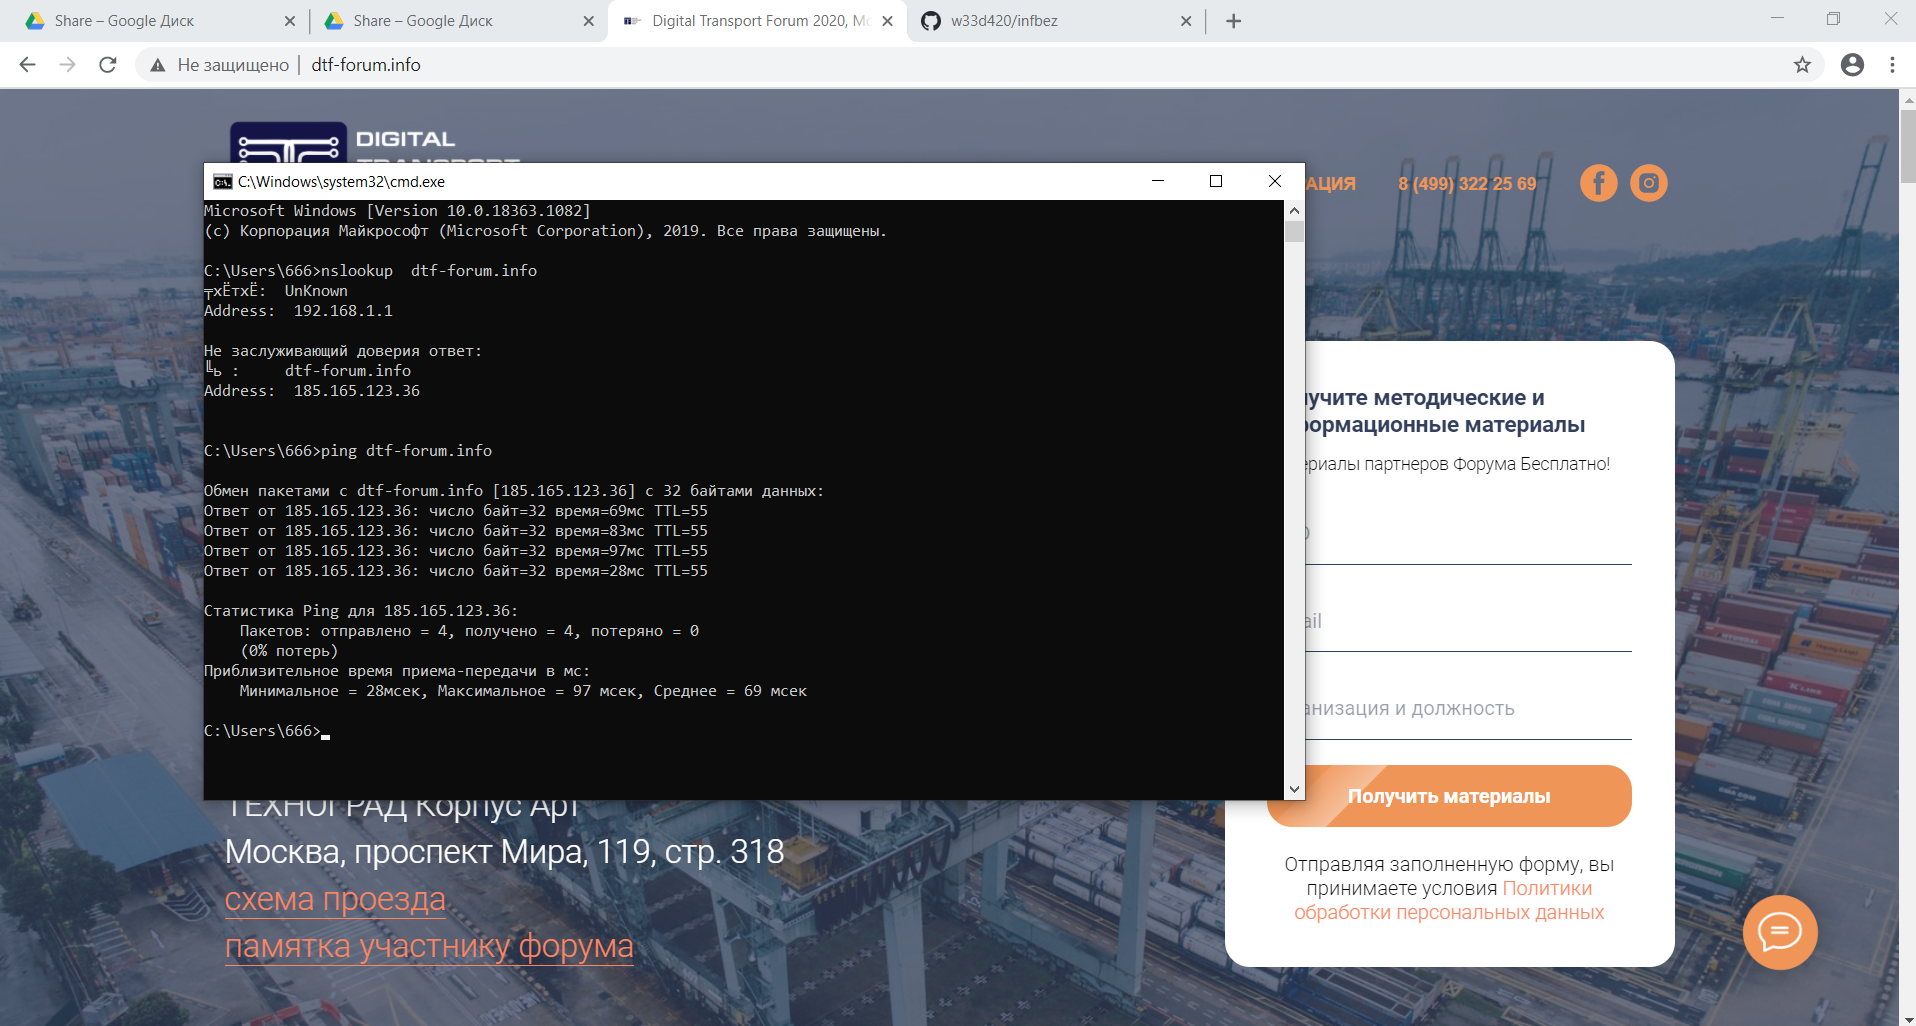 Share – Google Диск
Share – Google Диск
Digital Transport Forum 2020, Mo
w33d420/infbez
Не защищено
dtf-forum.info
DIGITAL
TRANSPORT
АЦИЯ
8 (499) 322 25 69
C:\Windows\system32\cmd.exe
Microsoft Windows [Version 10.0.18363.1082]
(c) Корпорация Майкрософт (Microsoft Corporation), 2019. Все права защищены.
C:\Users\666>nslookup  dtf-forum.info
╤хЁтхЁ:  UnKnown
Address:  192.168.1.1
Не заслуживающий доверия ответ:
╚ь :     dtf-forum.info
Address:  185.165.123.36
C:\Users\666>ping dtf-forum.info
Обмен пакетами с dtf-forum.info [185.165.123.36] с 32 байтами данных:
Ответ от 185.165.123.36: число байт=32 время=69мс TTL=55
Ответ от 185.165.123.36: число байт=32 время=83мс TTL=55
Ответ от 185.165.123.36: число байт=32 время=97мс TTL=55
Ответ от 185.165.123.36: число байт=32 время=28мс TTL=55
Статистика Ping для 185.165.123.36:
Пакетов: отправлено = 4, получено = 4, потеряно = 0
(0% потерь)
Приблизительное время приема-передачи в мс:
Минимальное = 28мсек, Максимальное = 97 мсек, Среднее = 69 мсек
C:\Users\666>
лучите методические и
формационные материалы
ериалы партнеров Форума Бесплатно!
ail
анизация и должность
Получить материалы
Отправляя заполненную форму, вы
принимаете условия Политики
обработки персональных данных
ТЕХНОГРАД Корпус Арт
Москва, проспект Мира, 119, стр. 318
схема проезда
памятка участнику форума